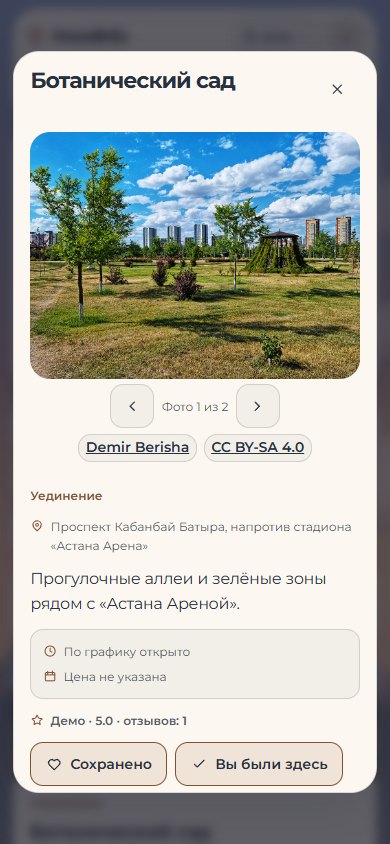 Ботанический сад
Фото 1 из 2
Demir Berisha CC BY-SA 4.0
Уединение
Проспект Кабанбай Батыра, напротив стадиона
«Астана Арена»
Прогулочные аллеи и зелёные зоны
рядом с «Астана Ареной».
По графику открыто
Цена не указана
Демо · 5.0 · отзывов: 1
Сохранено Вы были здесь